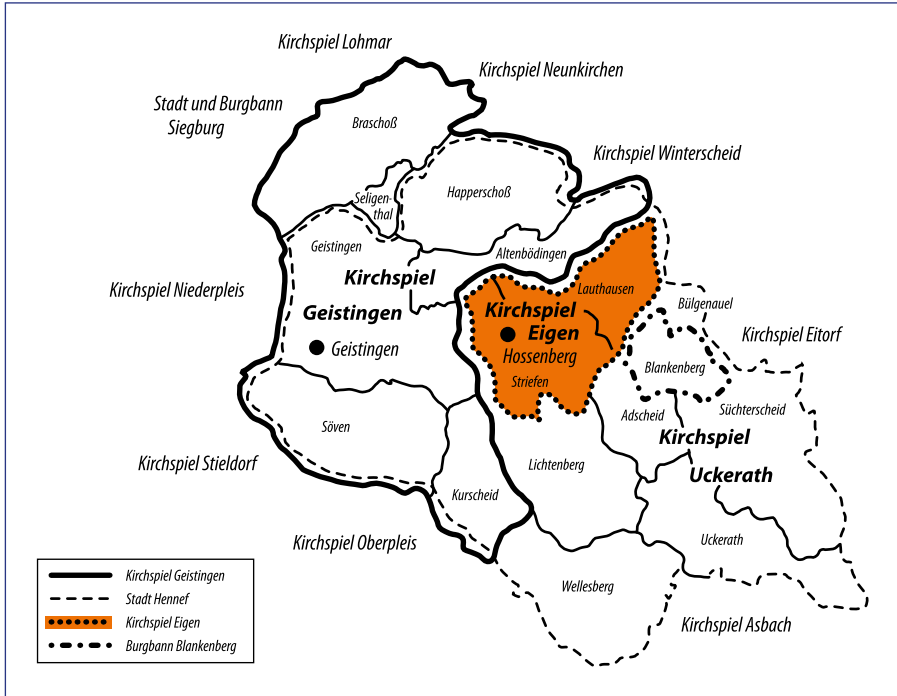 Kirchspiel Lohmar
Kirchspiel Neunkirchen
Stadt und Burgbann
Siegburg
Braschoß
Kirchspiel Winterscheid
Seligen-
thal
Happerschoß
Geistingen
Altenbödingen
Kirchspiel
Geistingen
Geistingen
Kirchspiel Niederpleis
Lauthausen
Kirchspiel
Eigen
Hossenberg
Striefen
Bülgenauel
Kirchspiel Eitorf
Blankenberg
Adscheid
Süchterscheid
Kirchspiel
Uckerath
Söven
Kirchspiel Stieldorf
Lichtenberg
Kurscheid
Kirchspiel Oberpleis
Uckerath
Wellesberg
Kirchspiel Asbach
Kirchspiel Geistingen
Stadt Hennef
Kirchspiel Eigen
Burgbann Blankenberg